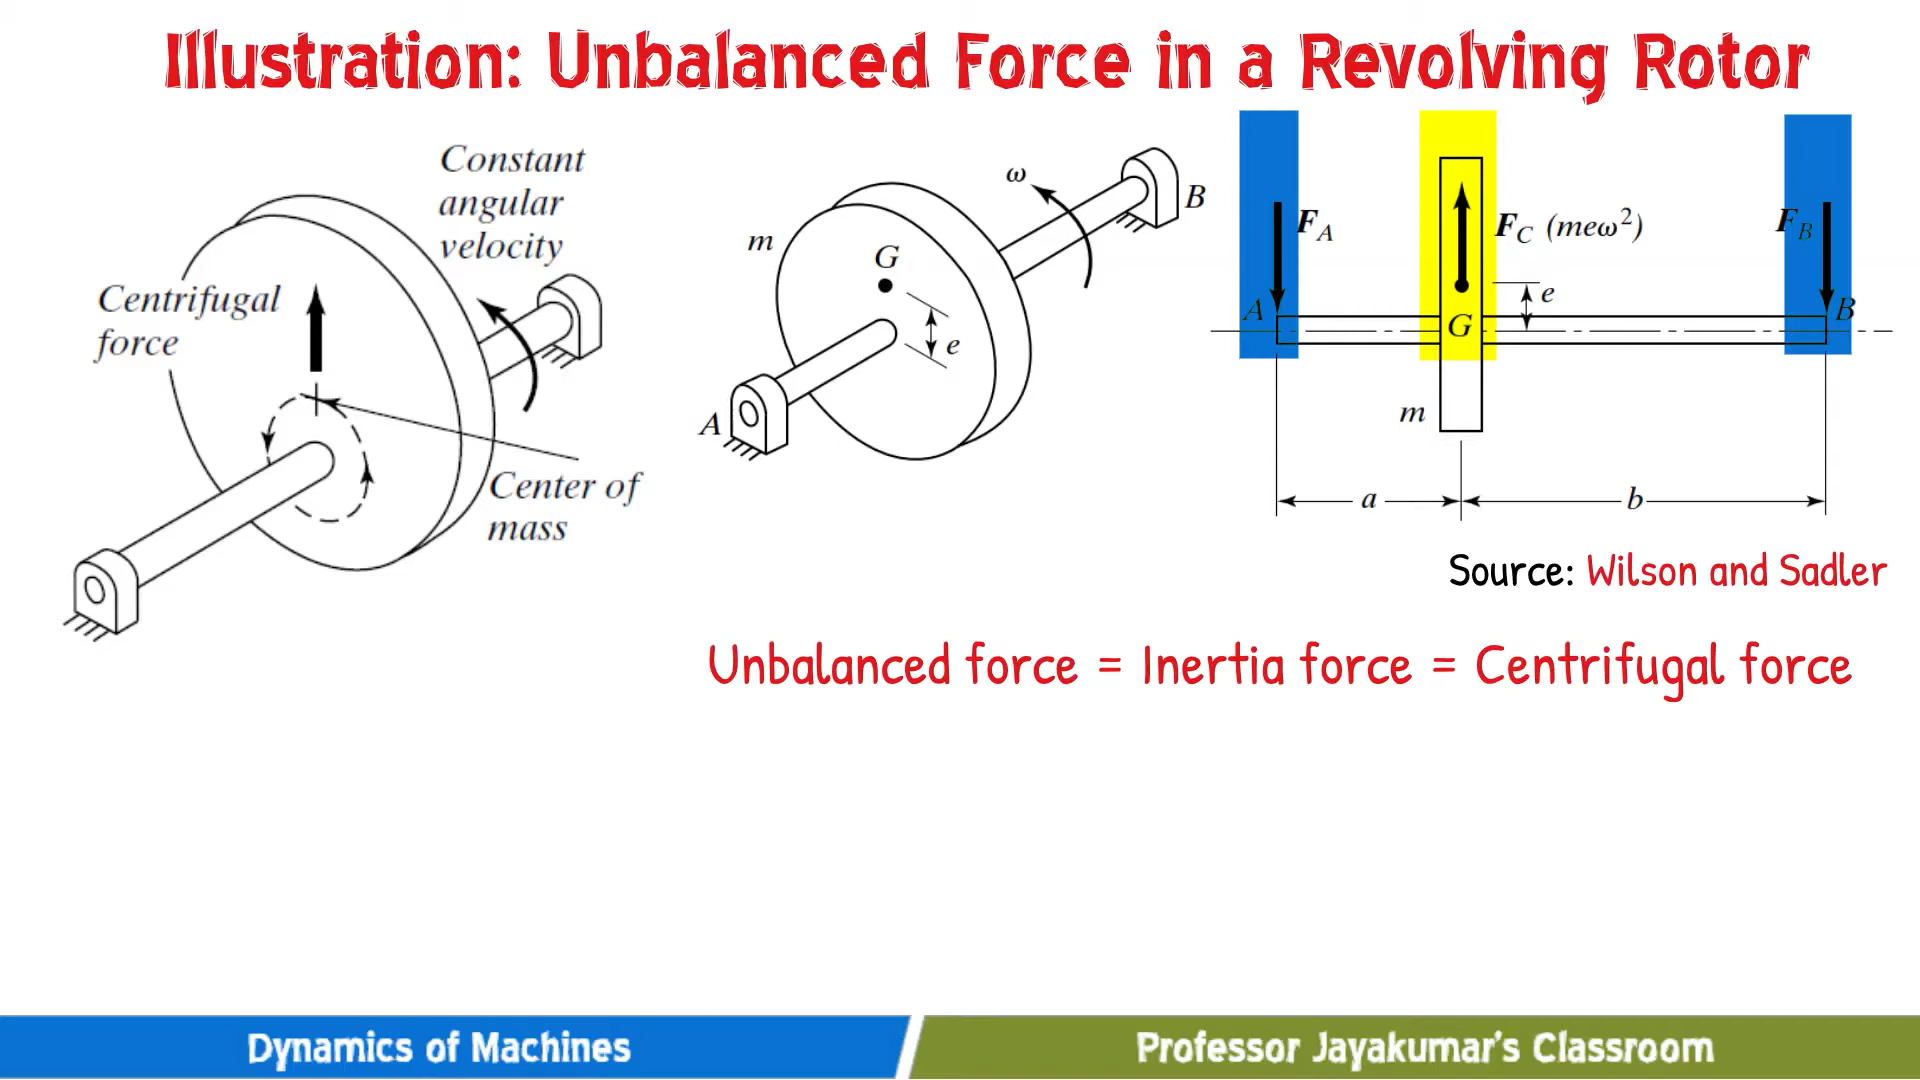 Illustration: Unbalanced Force in a Revolving Rotor
Constant
angular
velocity
Centrifugal
force
Center of
mass
ω
B
m
G
e
A
F_A
F_C (meω²)
F_B
A
B
e
G
m
a
b
Source: Wilson and Sadler
Unbalanced force = Inertia force = Centrifugal force
Dynamics of Machines
Professor Jayakumar's Classroom